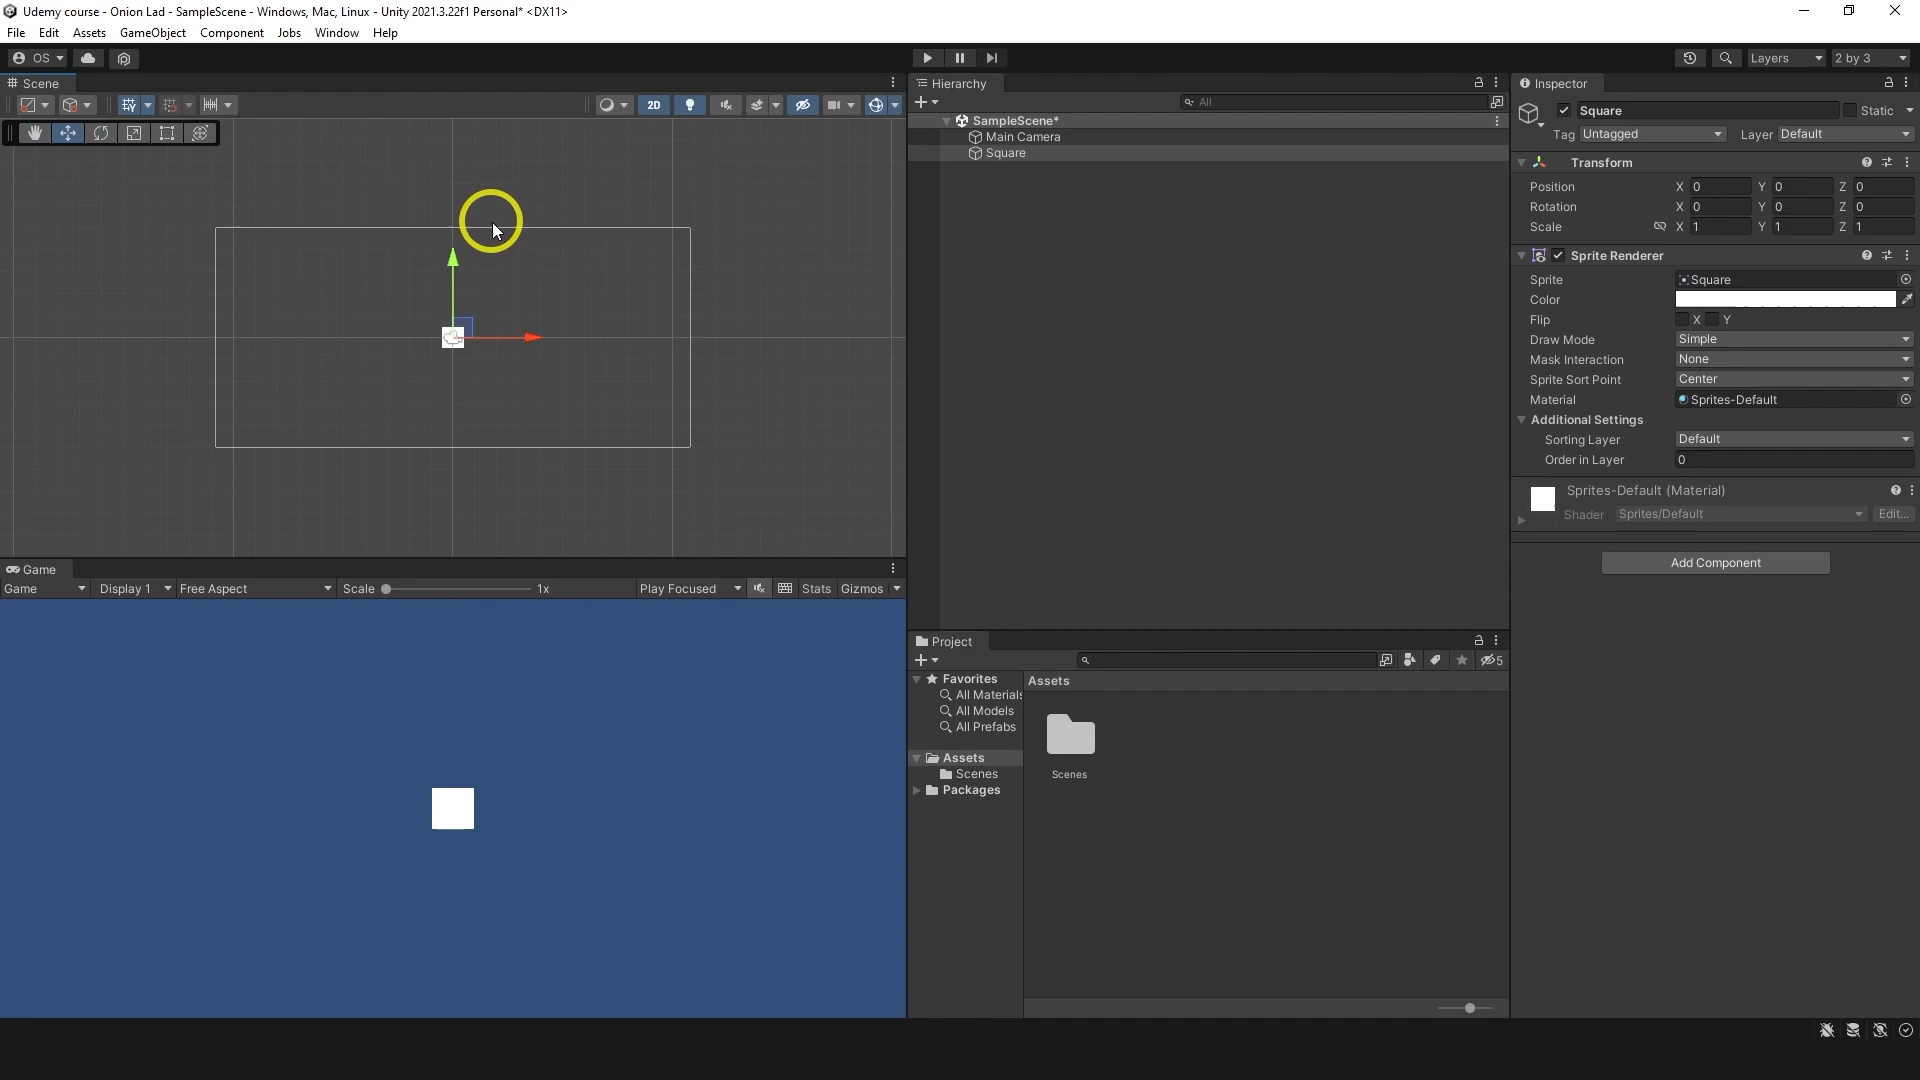 Udemy course - Onion Lad - SampleScene - Windows, Mac, Linux - Unity 2021.3.22f1 Personal* <DX11>
File Edit Assets GameObject Component Jobs Window Help
OS
Layers
2 by 3
Scene
2D
Game
Game Display 1 Free Aspect Scale 1x Play Focused Stats Gizmos
Hierarchy
All
SampleScene*
Main Camera
Square
Project
5
Favorites
All Materials
All Models
All Prefabs
Assets
Scenes
Packages
Assets
Scenes
Inspector
Square Static
Tag Untagged Layer Default
Transform
Position X 0 Y 0 Z 0
Rotation X 0 Y 0 Z 0
Scale X 1 Y 1 Z 1
Sprite Renderer
Sprite Square
Color
Flip X Y
Draw Mode Simple
Mask Interaction None
Sprite Sort Point Center
Material Sprites-Default
Additional Settings
Sorting Layer Default
Order in Layer 0
Sprites-Default (Material)
Shader Sprites/Default Edit...
Add Component